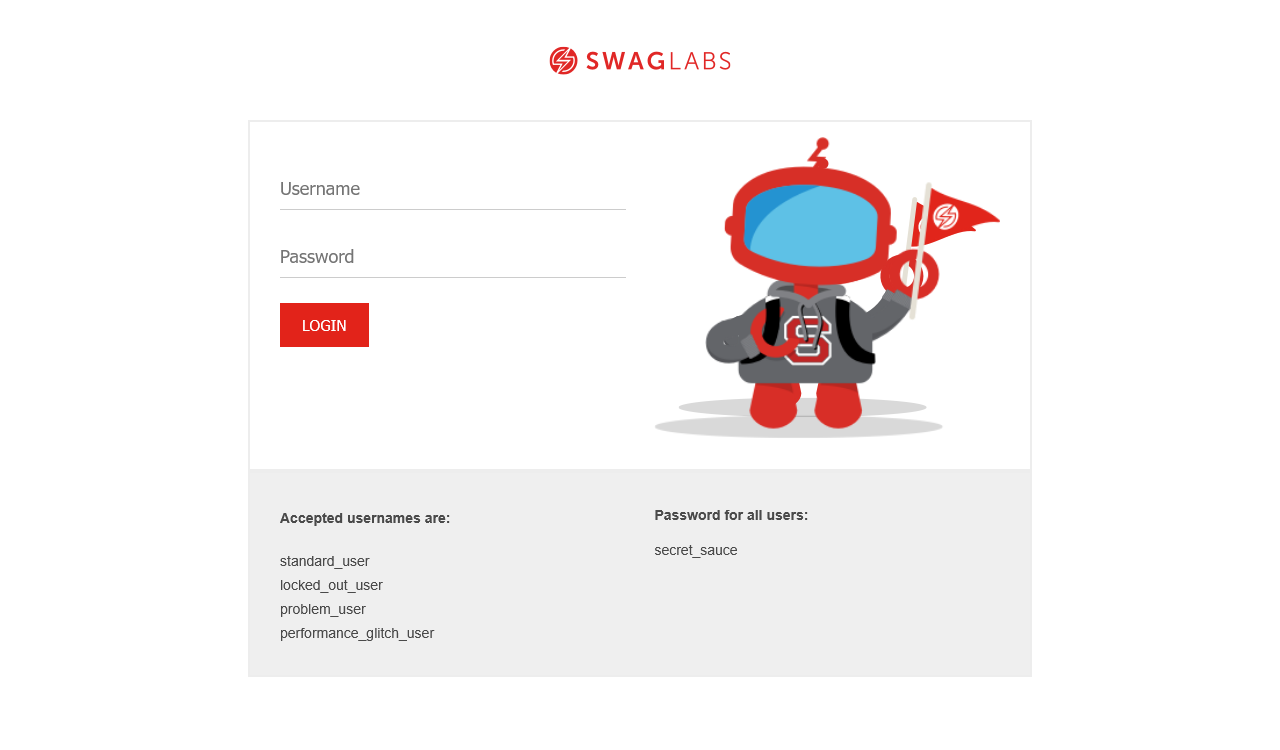 SWAGLABS
Username
Password
LOGIN
S
Accepted usernames are:
standard_user
locked_out_user
problem_user
performance_glitch_user
Password for all users:
secret_sauce